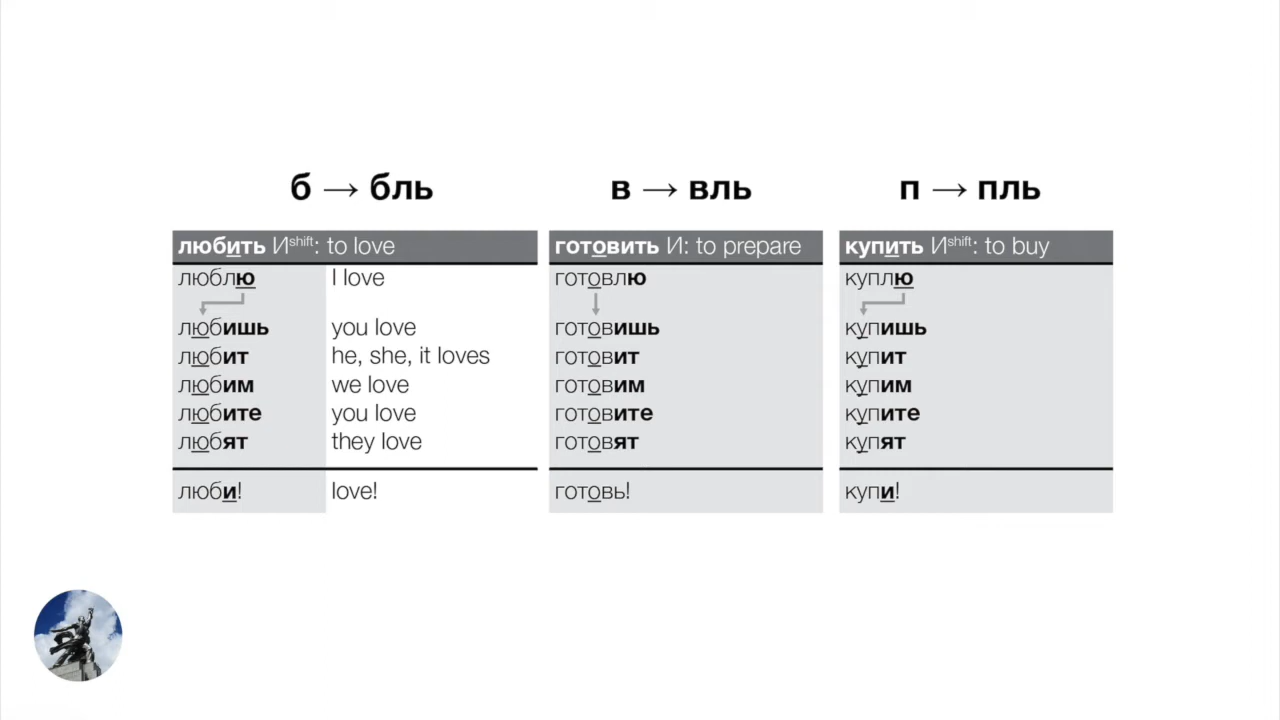 б → бль
любить Иshift: to love
люблю I love
любишь you love
любит he, she, it loves
любим we love
любите you love
любят they love
люби! love!
в → вль
готовить И: to prepare
готовлю
готовишь
готовит
готовим
готовите
готовят
готовь!
п → пль
купить Иshift: to buy
куплю
купишь
купит
купим
купите
купят
купи!